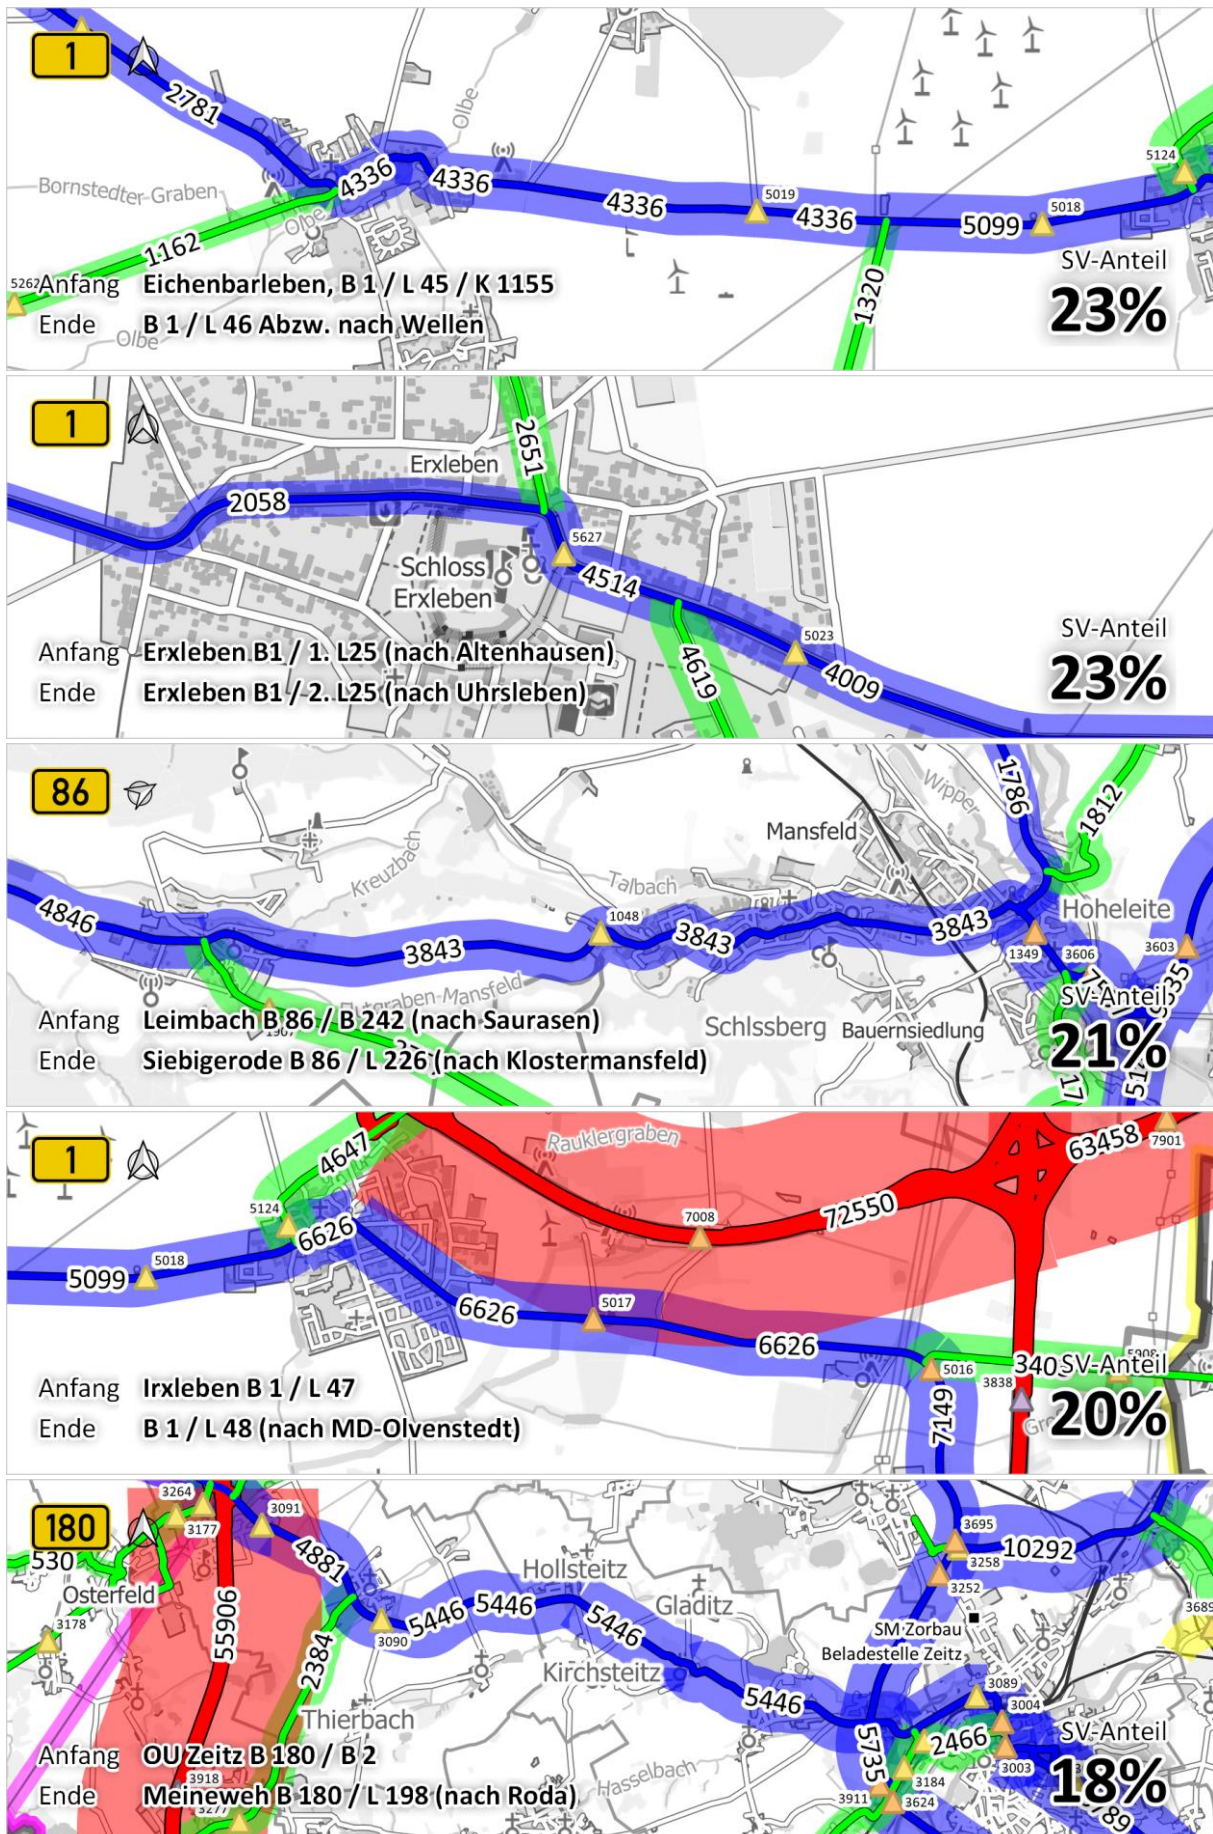 1
2781
Olbe
4336
4336
4336
5019
4336
5099
5018
5124
Bornstedter Graben
Olbe
1162
1320
5262
SV-Anteil
23%
Anfang Eichenbarleben, B 1 / L 45 / K 1155
Ende B 1 / L 46 Abzw. nach Wellen
Olbe
1
2651
Erxleben
2058
5627
Schloss
Erxleben
4514
4619
5023
4009
SV-Anteil
23%
Anfang Erxleben B1 / 1. L25 (nach Altenhausen)
Ende Erxleben B1 / 2. L25 (nach Uhrsleben)
86
1786
1812
Wipper
Mansfeld
Kreuzbach
Talbach
4846
1048
3843
3843
3843
Hoheleite
1349
3606
3603
Schlssberg
Bauernsiedlung
SV-Anteil
21%
Anfang Leimbach B 86 / B 242 (nach Saurasen)
Ende Siebigerode B 86 / L 226 (nach Klostermansfeld)
17
1
4647
Rauklergraben
63458
7901
5124
6626
7008
72550
5018
5099
6626
5017
6626
5016
340
5908
3838
7149
SV-Anteil
20%
Anfang Irxleben B 1 / L 47
Ende B 1 / L 48 (nach MD-Olvenstedt)
180
3264
3177
3091
530
4881
Osterfeld
3178
55906
2384
3090
5446
5446
5446
5446
Hollsteitz
Gladitz
Kirchsteitz
Thierbach
Hasselbach
3695
3258
10292
3252
3689
SM Zorbau
Beladestelle Zeitz
3089
3004
2466
3003
5735
3184
3911
3624
3918
3277
789
SV-Anteil
18%
Anfang OU Zeitz B 180 / B 2
Ende Meineweh B 180 / L 198 (nach Roda)